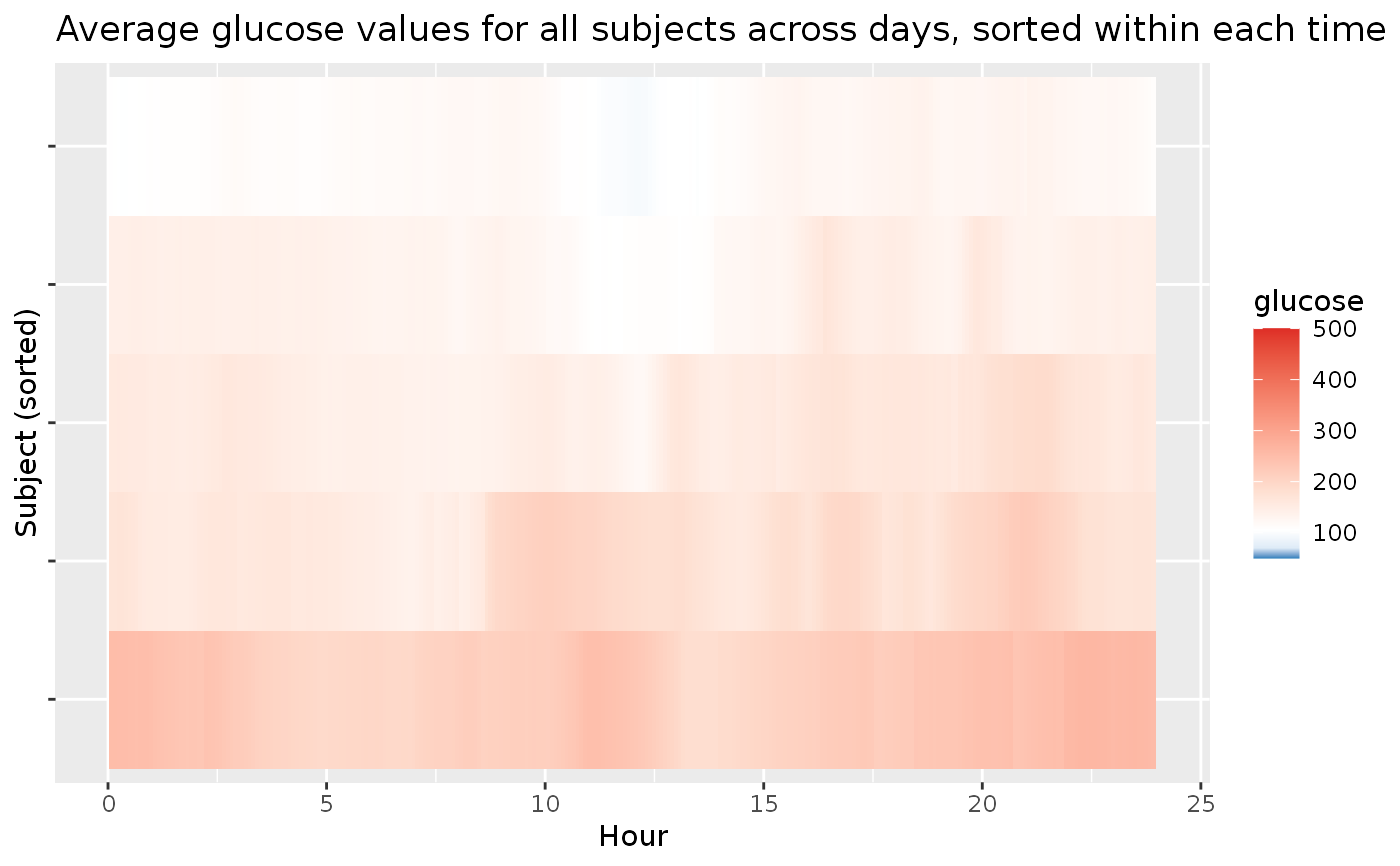 Average glucose values for all subjects across days, sorted within each time
Subject (sorted)
glucose
500
400
300
200
100
0 5 10 15 20 25
Hour